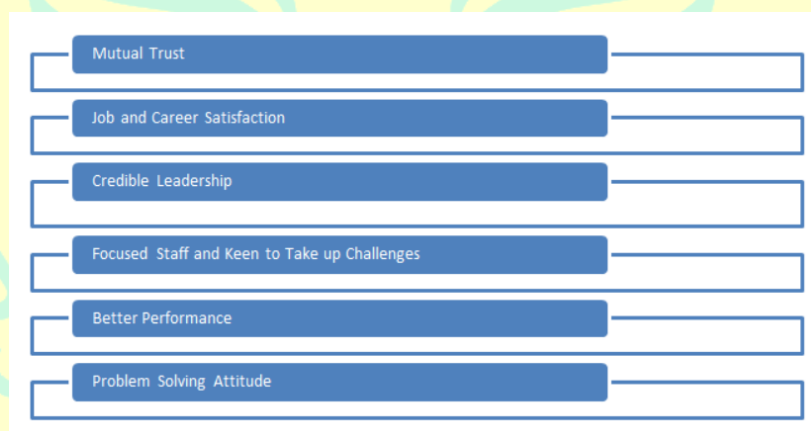 Mutual Trust
Job and Career Satisfaction
Credible Leadership
Focused Staff and Keen to Take up Challenges
Better Performance
Problem Solving Attitude